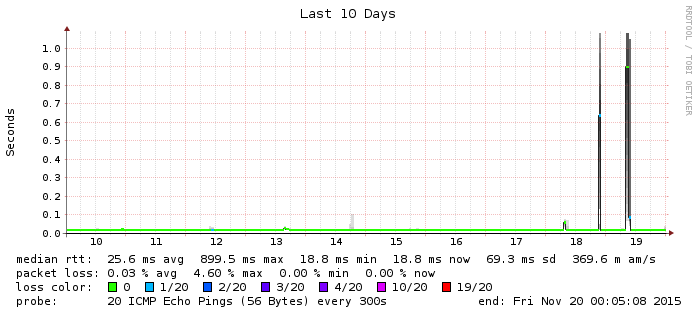 Last 10 Days
RRDTOOL / TOBI OETIKER
Seconds
1.0
0.9
0.8
0.7
0.6
0.5
0.4
0.3
0.2
0.1
0.0
10 11 12 13 14 15 16 17 18 19
median rtt: 25.6 ms avg 899.5 ms max 18.8 ms min 18.8 ms now 69.3 ms sd 369.6 m am/s
packet loss: 0.03 % avg 4.60 % max 0.00 % min 0.00 % now
loss color: 0 1/20 2/20 3/20 4/20 10/20 19/20
probe: 20 ICMP Echo Pings (56 Bytes) every 300s end: Fri Nov 20 00:05:08 2015